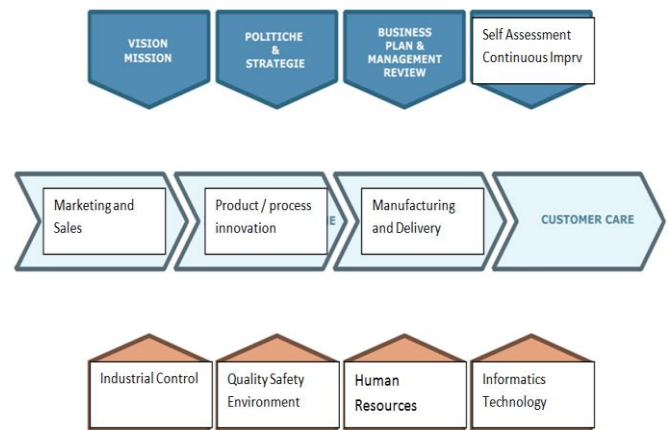 VISION
MISSION
POLITICHE
&
STRATEGIE
BUSINESS
PLAN &
MANAGEMENT
REVIEW
Self Assessment
Continuous Imprv
Marketing and
Sales
Product / process
innovation
Manufacturing
and Delivery
CUSTOMER CARE
Industrial Control
Quality Safety
Environment
Human
Resources
Informatics
Technology